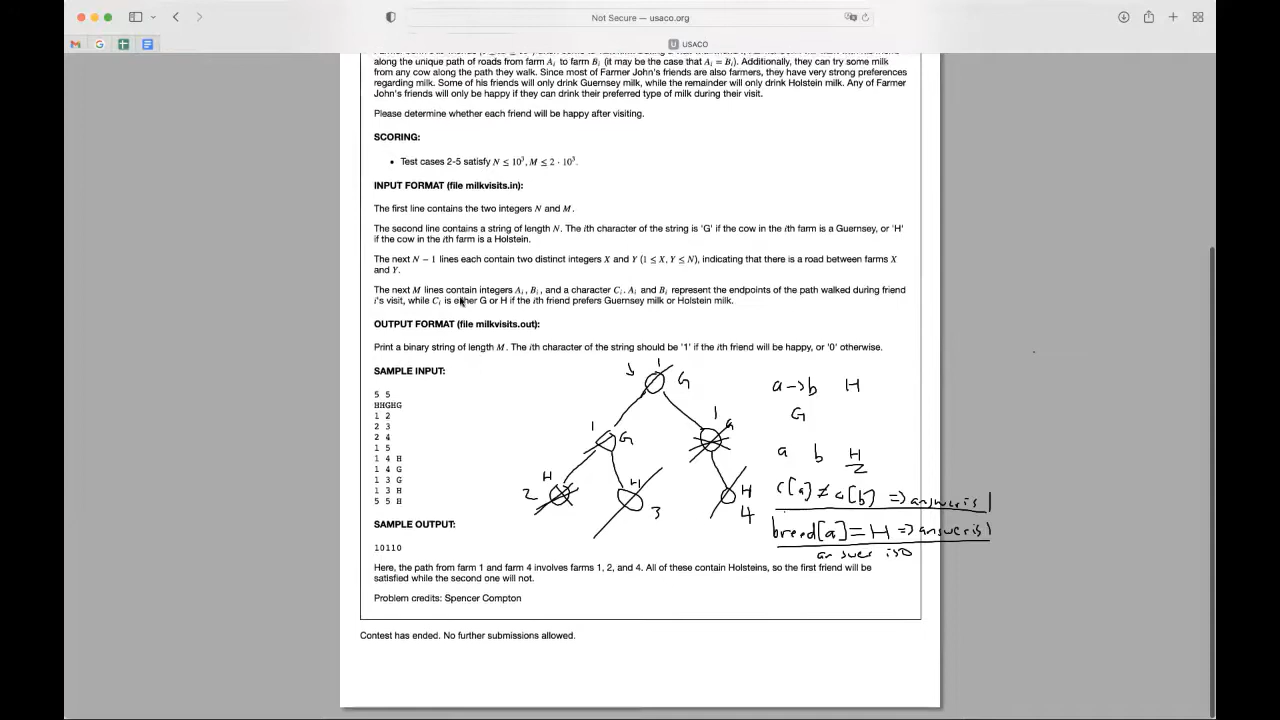 Not Secure — usaco.org
USACO
along the unique path of roads from farm Aᵢ to farm Bᵢ (it may be the case that Aᵢ = Bᵢ). Additionally, they can try some milk
from any cow along the path they walk. Since most of Farmer John's friends are also farmers, they have very strong preferences
regarding milk. Some of his friends will only drink Guernsey milk, while the remainder will only drink Holstein milk. Any of Farmer
John's friends will only be happy if they can drink their preferred type of milk during their visit.
Please determine whether each friend will be happy after visiting.
SCORING:
• Test cases 2-5 satisfy N ≤ 10³, M ≤ 2 · 10³.
INPUT FORMAT (file milkvisits.in):
The first line contains the two integers N and M.
The second line contains a string of length N. The ith character of the string is 'G' if the cow in the ith farm is a Guernsey, or 'H'
if the cow in the ith farm is a Holstein.
The next N − 1 lines each contain two distinct integers X and Y (1 ≤ X, Y ≤ N), indicating that there is a road between farms X
and Y.
The next M lines contain integers Aᵢ, Bᵢ, and a character Cᵢ. Aᵢ and Bᵢ represent the endpoints of the path walked during friend
i's visit, while Cᵢ is either G or H if the ith friend prefers Guernsey milk or Holstein milk.
OUTPUT FORMAT (file milkvisits.out):
Print a binary string of length M. The ith character of the string should be '1' if the ith friend will be happy, or '0' otherwise.
SAMPLE INPUT:
5 5
HHGHG
1 2
2 3
2 4
1 5
1 4 H
1 4 G
1 3 G
1 3 H
5 5 H
1
G
1
G
1
H
2
H
3
H
4
a->b H
G
a b H
c[a] ≠ c[b] => answer is 1
breed[a] = H => answer is 1
answer is 0
SAMPLE OUTPUT:
10110
Here, the path from farm 1 and farm 4 involves farms 1, 2, and 4. All of these contain Holsteins, so the first friend will be
satisfied while the second one will not.
Problem credits: Spencer Compton
Contest has ended. No further submissions allowed.